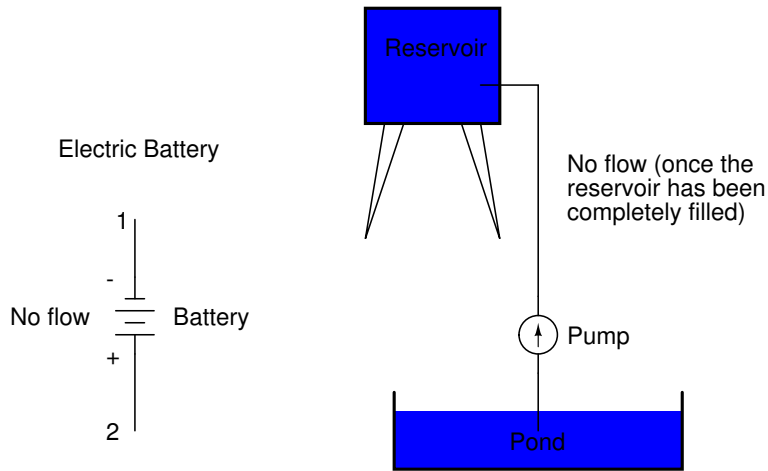 Reservoir
Electric Battery
No flow (once the
reservoir has been
completely filled)
1
-
No flow
Battery
+
2
Pump
Pond